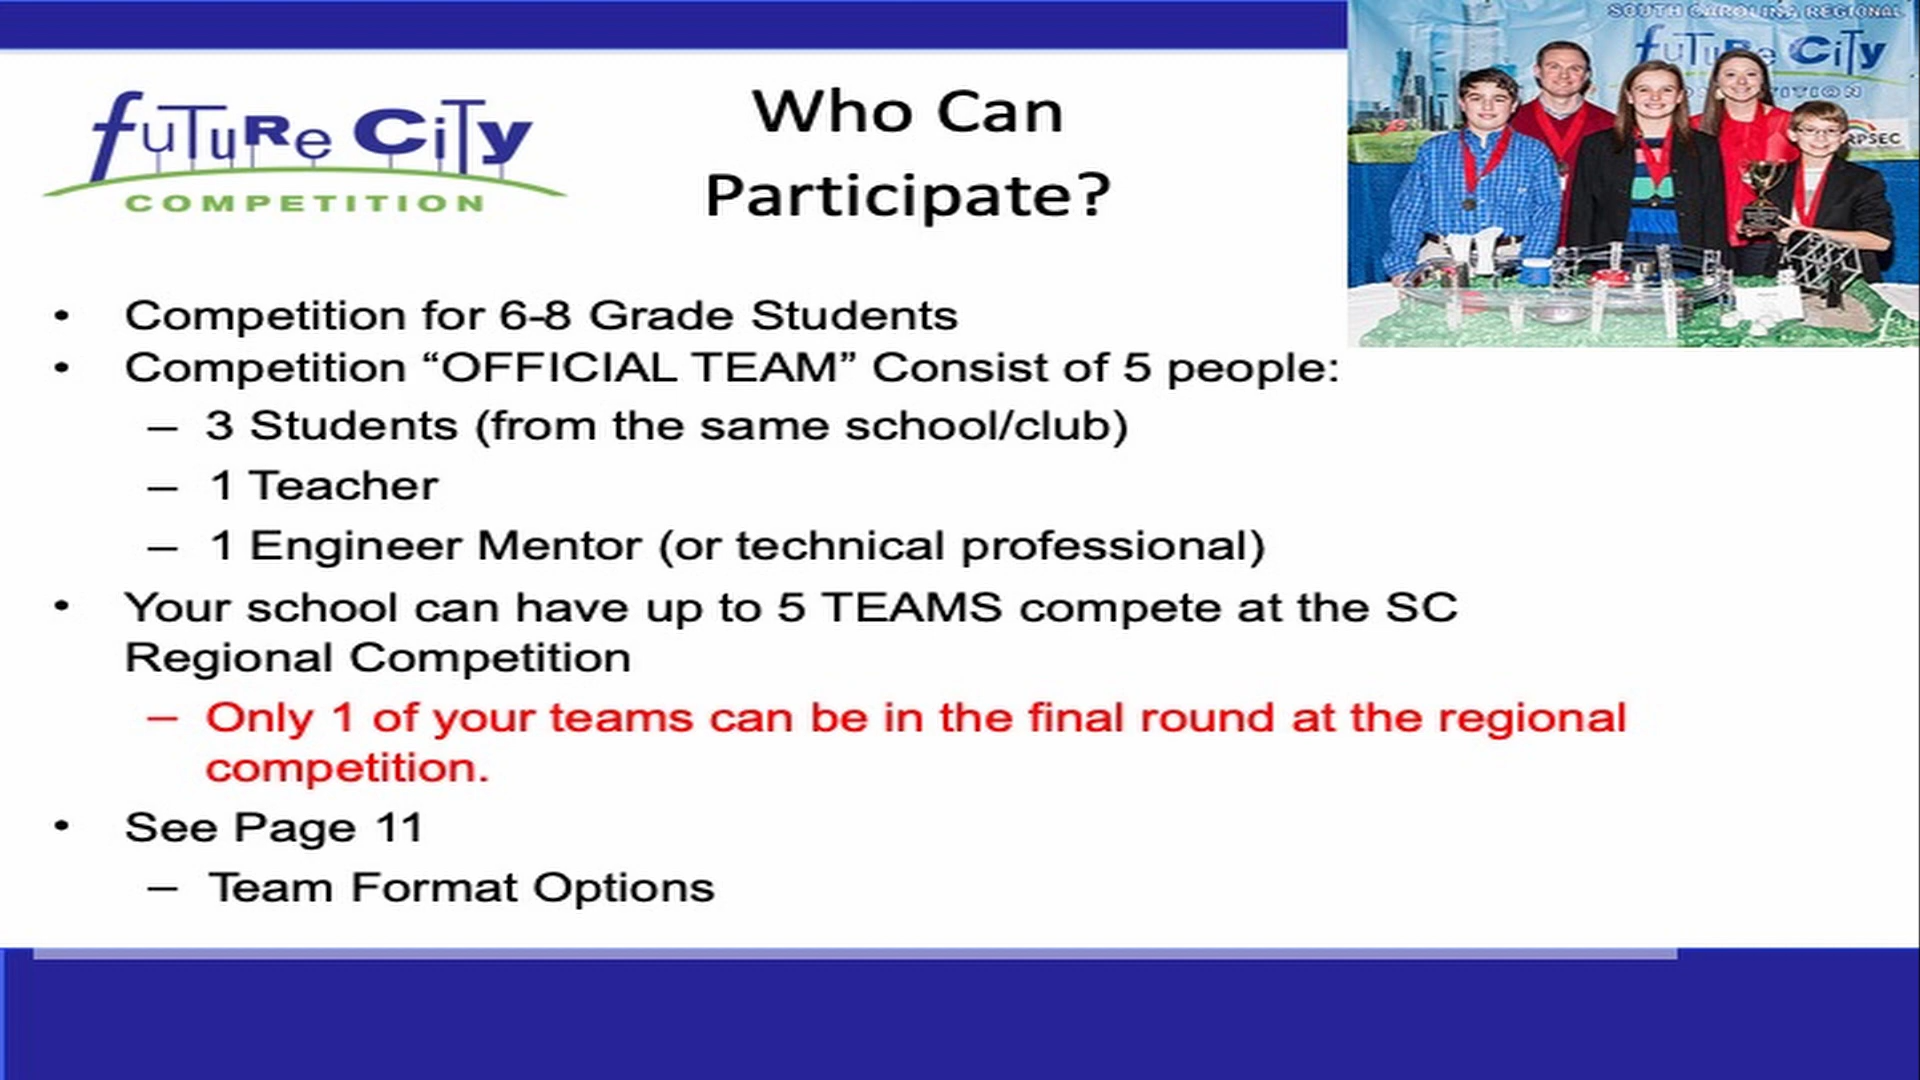 Future City
COMPETITION
Who Can
Participate?
SOUTH CAROLINA REGIONAL
Future City
RPSEC
• Competition for 6-8 Grade Students
• Competition “OFFICIAL TEAM” Consist of 5 people:
– 3 Students (from the same school/club)
– 1 Teacher
– 1 Engineer Mentor (or technical professional)
• Your school can have up to 5 TEAMS compete at the SC
Regional Competition
– Only 1 of your teams can be in the final round at the regional
competition.
• See Page 11
– Team Format Options